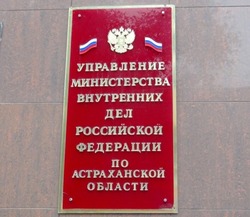 УПРАВЛЕНИЕ
МИНИСТЕРСТВА
ВНУТРЕННИХ
ДЕЛ
РОССИЙСКОЙ
ФЕДЕРАЦИИ
ПО
АСТРАХАНСКОЙ
ОБЛАСТИ